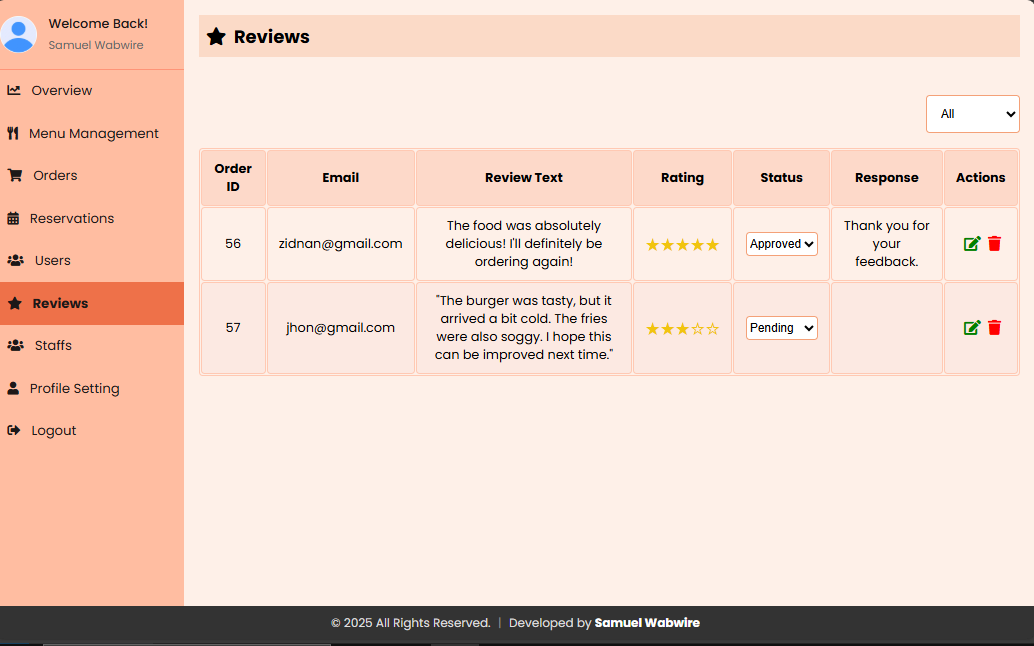 Welcome Back!
Samuel Wabwire
Overview
Menu Management
Orders
Reservations
Users
Reviews
Staffs
Profile Setting
Logout
Reviews
All
Order
ID
Email
Review Text
Rating
Status
Response
Actions
56
zidnan@gmail.com
The food was absolutely
delicious! I'll definitely be
ordering again!
★★★★★
Approved
Thank you for
your
feedback.
57
jhon@gmail.com
"The burger was tasty, but it
arrived a bit cold. The fries
were also soggy. I hope this
can be improved next time."
★★★☆☆
Pending
© 2025 All Rights Reserved. | Developed by Samuel Wabwire